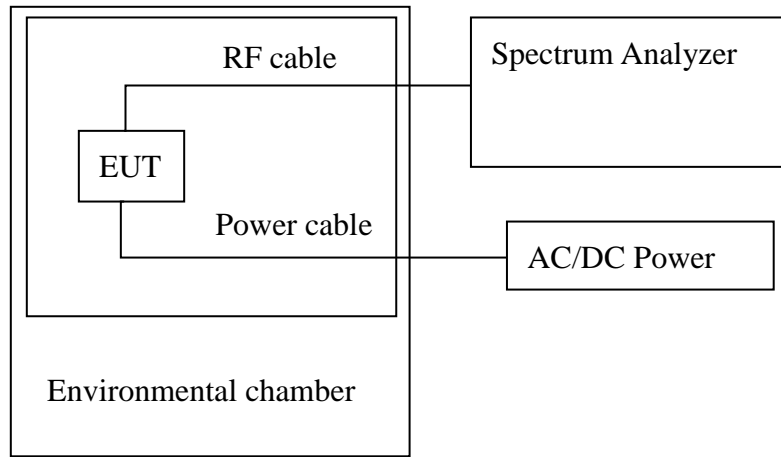 RF cable
Spectrum Analyzer
EUT
Power cable
AC/DC Power
Environmental chamber